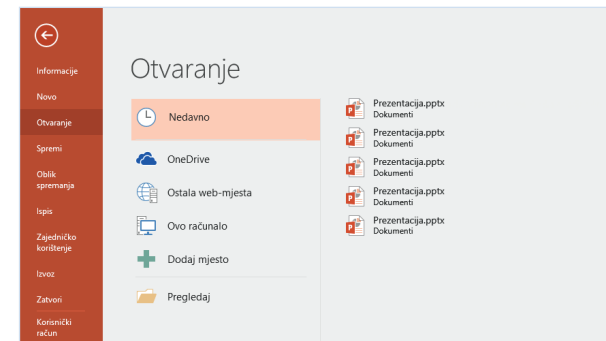 Informacije
Novo
Otvaranje
Spremi
Oblik
spremanja
Ispis
Zajedničko
korištenje
Izvoz
Zatvori
Korisnički
račun
Otvaranje
Nedavno
OneDrive
Ostala web-mjesta
Ovo računalo
Dodaj mjesto
Pregledaj
Prezentacija.pptx
Dokumenti
Prezentacija.pptx
Dokumenti
Prezentacija.pptx
Dokumenti
Prezentacija.pptx
Dokumenti
Prezentacija.pptx
Dokumenti